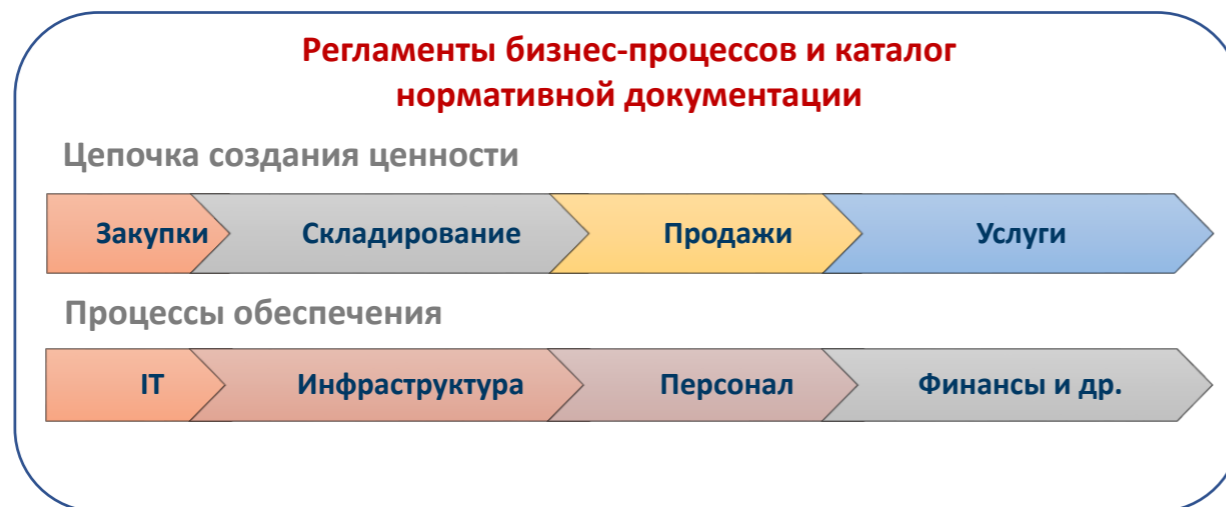 Регламенты бизнес-процессов и каталог
нормативной документации
Цепочка создания ценности
Закупки
Складирование
Продажи
Услуги
Процессы обеспечения
IT
Инфраструктура
Персонал
Финансы и др.